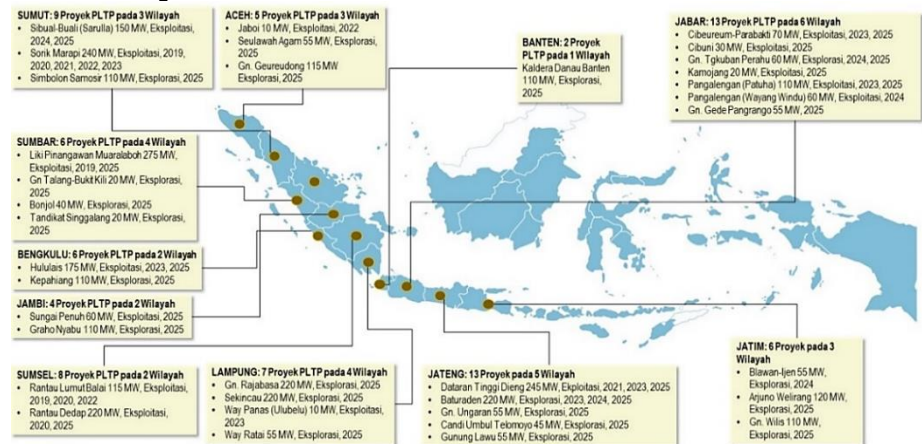 SUMUT: 9 Proyek PLTP pada 3 Wilayah
• Sibual-Buali (Sarulla) 150 MW, Eksploitasi,
2024, 2025
• Sorik Marapi 240 MW, Eksploitasi, 2019,
2020, 2021, 2022, 2023
• Simbolon Samosir 110 MW, Eksplorasi, 2025
ACEH: 5 Proyek PLTP pada 3 Wilayah
• Jaboi 10 MW, Eksploitasi, 2022
• Seulawah Agam 55 MW, Eksplorasi,
2025
• Gn. Geureudong 115 MW
Eksplorasi, 2025
BANTEN: 2 Proyek
PLTP pada 1 Wilayah
• Kaldera Danau Banten
110 MW, Eksplorasi,
2025
JABAR: 13 Proyek PLTP pada 6 Wilayah
• Cibeureum-Parabakti 70 MW, Eksploitasi, 2023, 2025
• Cibuni 30 MW, Eksplorasi, 2025
• Gn. Tgkuban Perahu 60 MW, Eksplorasi, 2024, 2025
• Kamojang 20 MW, Eksploitasi, 2025
• Pangalengan (Patuha) 110 MW, Eksploitasi, 2023, 2025
• Pangalengan (Wayang Windu) 60 MW, Eksploitasi, 2024
• Gn. Gede Pangrango 55 MW, 2025
SUMBAR: 6 Proyek PLTP pada 4 Wilayah
• Liki Pinangawan Muaralaboh 275 MW,
Eksploitasi, 2019, 2025
• Gn Talang-Bukit Kili 20 MW, Eksplorasi,
2025
• Bonjol 40 MW, Eksplorasi, 2025
• Tandikat Singgalang 20 MW, Eksplorasi,
2025
BENGKULU: 6 Proyek PLTP pada 2 Wilayah
• Hululais 175 MW, Eksploitasi, 2023, 2025
• Kepahiang 110 MW, Eksplorasi, 2025
JAMBI: 4 Proyek PLTP pada 2 Wilayah
• Sungai Penuh 60 MW, Eksploitasi, 2025
• Graho Nyabu 110 MW, Eksplorasi, 2025
SUMSEL: 8 Proyek PLTP pada 2 Wilayah
• Rantau Lumut Balai 115 MW, Eksploitasi,
2019, 2020, 2022
• Rantau Dedap 220 MW, Eksploitasi,
2020, 2025
LAMPUNG: 7 Proyek PLTP pada 4 Wilayah
• Gn. Rajabasa 220 MW, Eksplorasi, 2025
• Sekincau 220 MW, Eksplorasi, 2025
• Way Panas (Ulubelu) 10 MW, Eksploitasi,
2023
• Way Ratai 55 MW, Eksplorasi, 2025
JATENG: 13 Proyek PLTP pada 5 Wilayah
• Dataran Tinggi Dieng 245 MW, Exploitasi, 2021, 2023, 2025
• Baturaden 220 MW, Eksplorasi, 2023, 2024, 2025
• Gn. Ungaran 55 MW, Eksplorasi, 2025
• Candi Umbul Telomoyo 45 MW, Eksplorasi, 2025
• Gunung Lawu 55 MW, Eksplorasi, 2025
JATIM: 6 Proyek PLTP pada 3
Wilayah
• Blawan-Ijen 55 MW,
Eksplorasi, 2024
• Arjuno Welirang 120 MW,
Eksplorasi, 2025
• Gn. Wilis 110 MW,
Eksplorasi, 2025